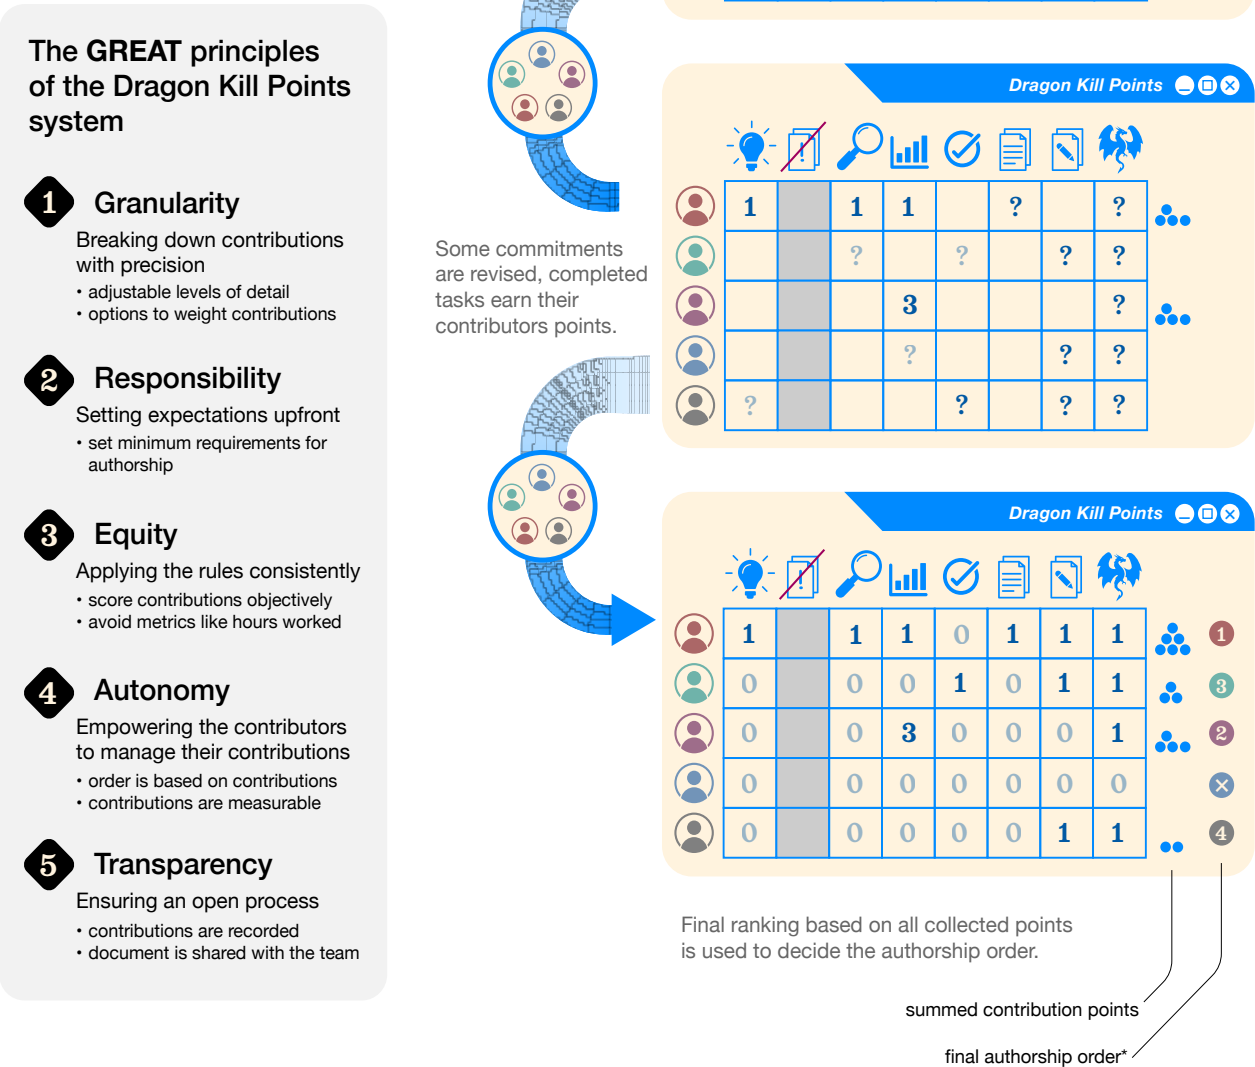 The GREAT principles
of the Dragon Kill Points
system
1 Granularity
Breaking down contributions
with precision
• adjustable levels of detail
• options to weight contributions
2 Responsibility
Setting expectations upfront
• set minimum requirements for
authorship
3 Equity
Applying the rules consistently
• score contributions objectively
• avoid metrics like hours worked
4 Autonomy
Empowering the contributors
to manage their contributions
• order is based on contributions
• contributions are measurable
5 Transparency
Ensuring an open process
• contributions are recorded
• document is shared with the team
Some commitments
are revised, completed
tasks earn their
contributors points.
Dragon Kill Points
!
1 1 1 ? ?
? ? ? ?
3 ?
? ? ?
? ? ? ?
Dragon Kill Points
!
1 1 1 0 1 1 1 1
0 0 0 1 0 1 1 3
0 0 3 0 0 0 1 2
0 0 0 0 0 0 0
0 0 0 0 0 1 1 4
Final ranking based on all collected points
is used to decide the authorship order.
summed contribution points
final authorship order*